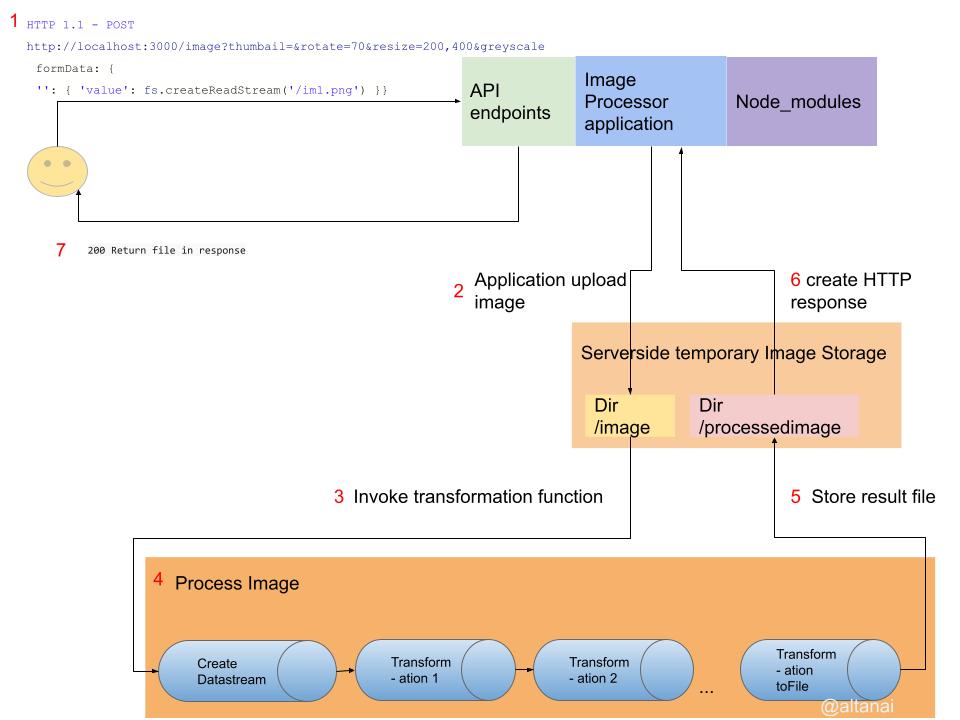 1 HTTP 1.1 - POST
http://localhost:3000/image?thumbail=&rotate=70&resize=200,400&greyscale
formData: {
'': { 'value': fs.createReadStream('/im1.png') }}
API
endpoints
Image
Processor
application
Node_modules
7 200 Return file in response
2 Application upload
image
6 create HTTP
response
Serverside temporary Image Storage
Dir
/image
Dir
/processedimage
3 Invoke transformation function
5 Store result file
4 Process Image
Create
Datastream
Transform
- ation 1
Transform
- ation 2
...
Transform
- ation
toFile
@altanai